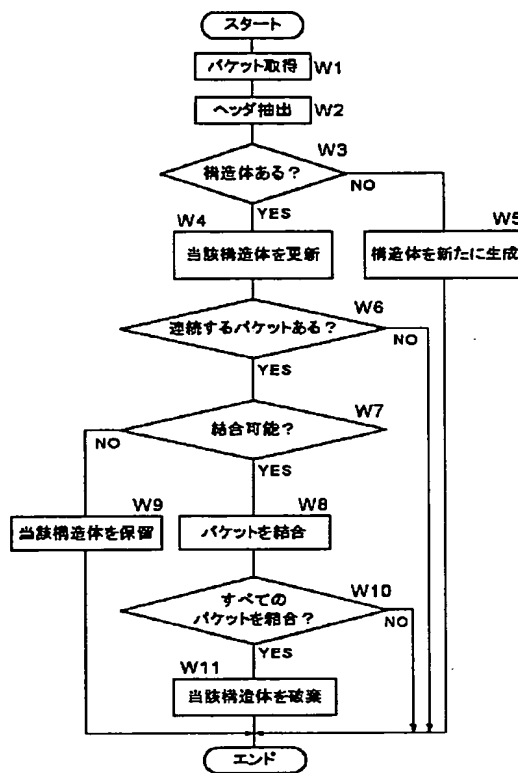 スタート
パケット取得
W1
ヘッダ抽出
W2
W3
構造体ある?
NO
YES
W4
当該構造体を更新
W5
構造体を新たに生成
W6
連続するパケットある?
NO
YES
W7
結合可能?
NO
YES
W9
当該構造体を保留
W8
パケットを結合
W10
すべての
パケットを結合?
NO
YES
W11
当該構造体を破棄
エンド